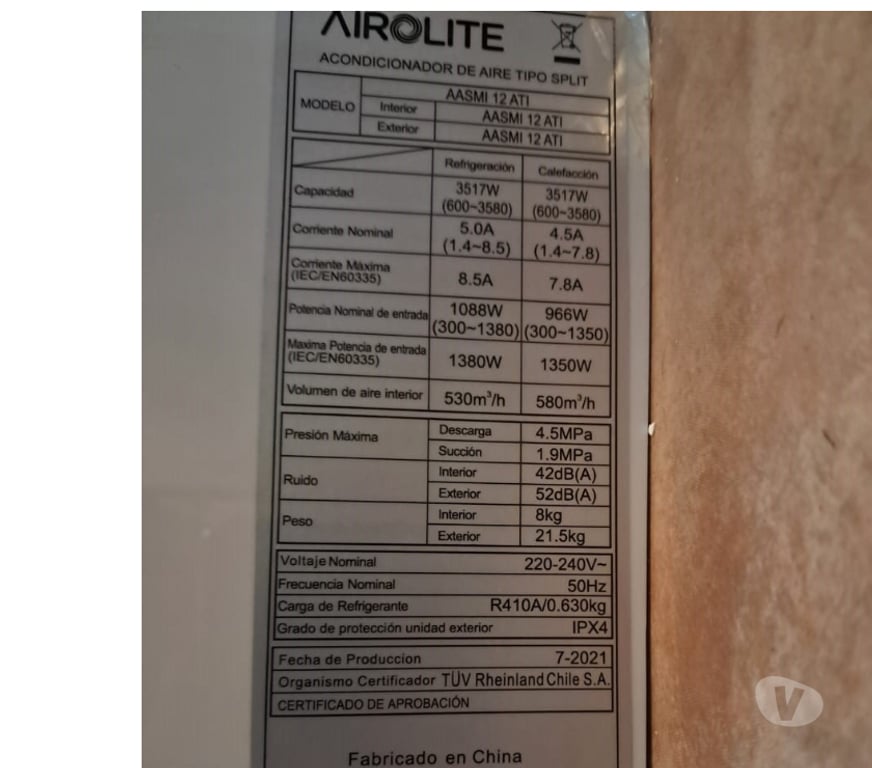 AIROLITE
ACONDICIONADOR DE AIRE TIPO SPLIT
MODELO AASMI 12 ATI
Interior AASMI 12 ATI
Exterior AASMI 12 ATI
Refrigeración Calefacción
Capacidad 3517W (600~3580) 3517W (600~3580)
Corriente Nominal 5.0A (1.4~8.5) 4.5A (1.4~7.8)
Corriente Máxima (IEC/EN60335) 8.5A 7.8A
Potencia Nominal de entrada 1088W (300~1380) 966W (300~1350)
Maxima Potencia de entrada (IEC/EN60335) 1380W 1350W
Volumen de aire interior 530m³/h 580m³/h
Presión Máxima Descarga 4.5MPa
Succión 1.9MPa
Ruido Interior 42dB(A)
Exterior 52dB(A)
Peso Interior 8kg
Exterior 21.5kg
Voltaje Nominal 220-240V~
Frecuencia Nominal 50Hz
Carga de Refrigerante R410A/0.630kg
Grado de protección unidad exterior IPX4
Fecha de Produccion 7-2021
Organismo Certificador TÜV Rheinland Chile S.A.
CERTIFICADO DE APROBACIÓN
Fabricado en China
V